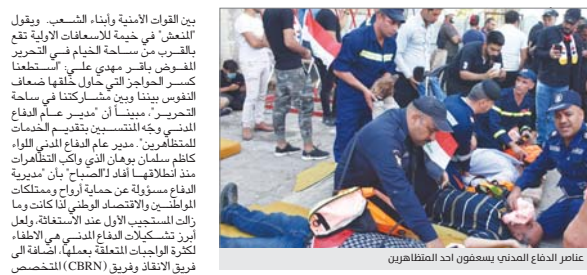 بين القوات الأمنية وأبناء الشعب. ويقول
"المنعش" في خيمة للاسعافات الاولية تقع
بالقرب من ساحة الخيام في التحرير
المفوض باقر مهدي علي: "استطعنا
كسر الحواجز التي حاول خلقها ضعاف
النفوس بيننا وبين مشاركتنا في ساحة
التحرير"، مبيناً أن "مدير عام الدفاع
المدني وجّه المنتسبين بتقديم الخدمات
للمتظاهرين". مدير عام الدفاع المدني اللواء
كاظم سلمان بوهان الذي واكب التظاهرات
منذ انطلاقها أفاد لـ"الصباح" بأن "مديرية
الدفاع مسؤولة عن حماية أرواح وممتلكات
المواطنين والاقتصاد الوطني لذا كانت وما
زالت المستجيب الأول عند الاستغاثة، ولعل
أبرز تشكيلات الدفاع المدني هي الاطفاء
لكثرة الواجبات المتعلقة بعملها، اضافة الى
فريق الانقاذ وفريق (CBRN) المتخصص
عناصر الدفاع المدني يسعفون احد المتظاهرين